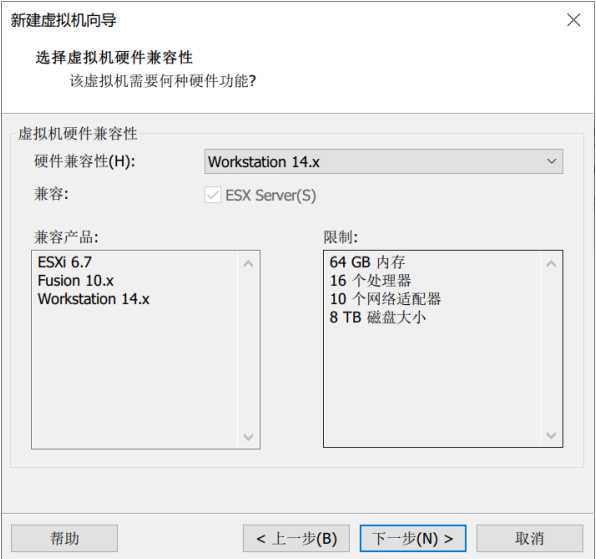 新建虚拟机向导
选择虚拟机硬件兼容性
该虚拟机需要何种硬件功能?
虚拟机硬件兼容性
硬件兼容性(H):
Workstation 14.x
兼容:
ESX Server(S)
兼容产品:
ESXi 6.7
Fusion 10.x
Workstation 14.x
限制:
64 GB 内存
16 个处理器
10 个网络适配器
8 TB 磁盘大小
帮助
< 上一步(B)
下一步(N) >
取消